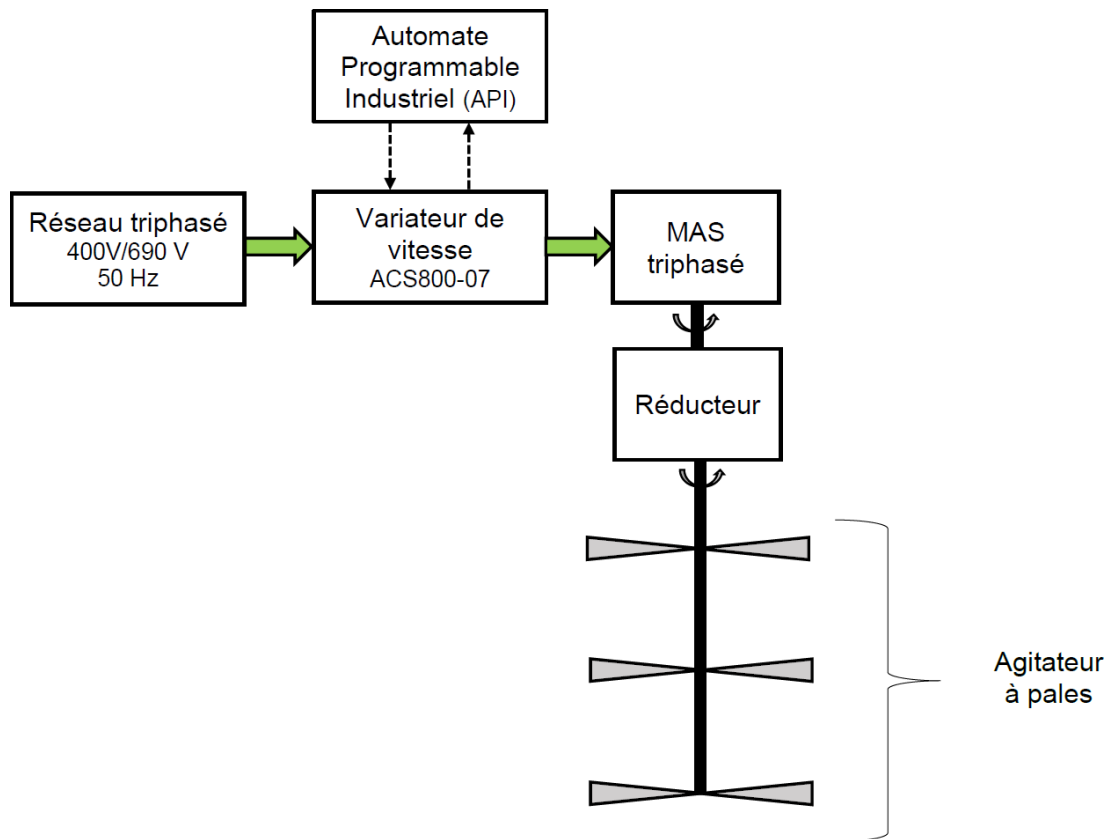 Automate
Programmable
Industriel (API)
Réseau triphasé
400V/690 V
50 Hz
Variateur de
vitesse
ACS800-07
MAS
triphasé
Réducteur
Agitateur
à pales